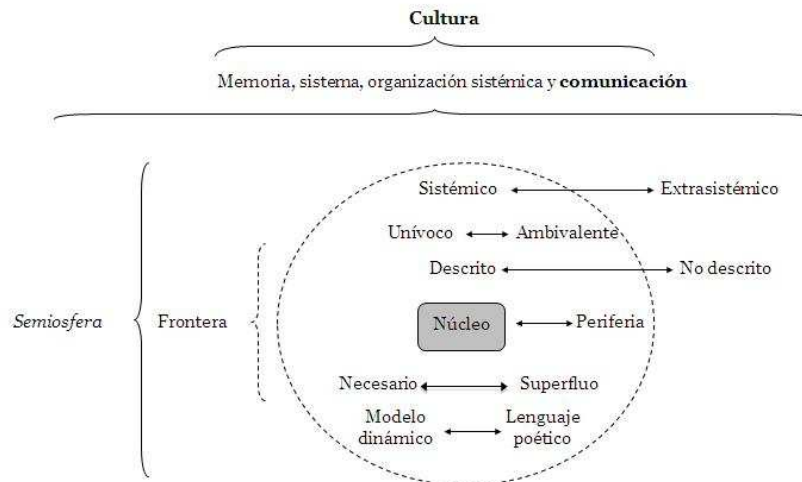 Cultura
Memoria, sistema, organización sistémica y comunicación
Sistémico Extrasistémico
Unívoco Ambivalente
Descrito No descrito
Semiosfera Frontera Núcleo Periferia
Necesario Superfluo
Modelo Lenguaje
dinámico poético